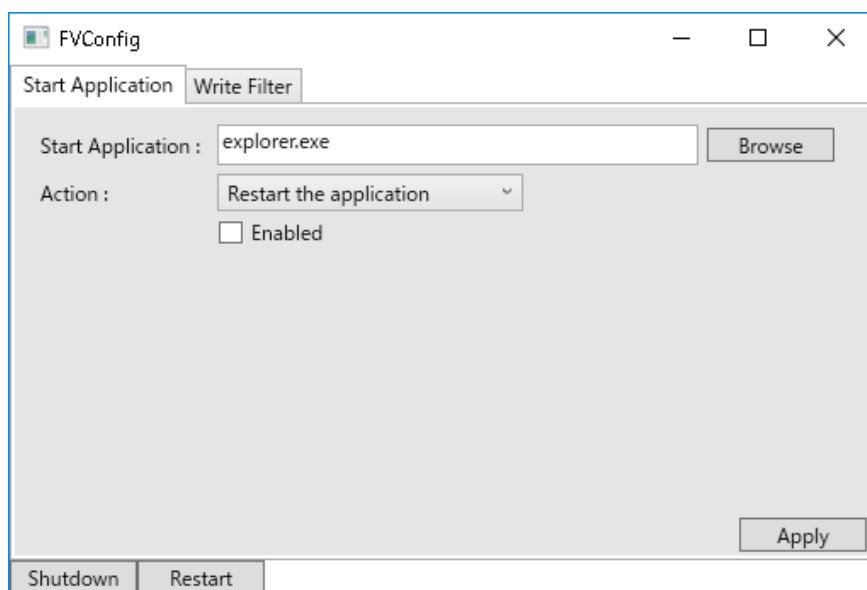 FVConfig
Start Application Write Filter
Start Application : explorer.exe Browse
Action : Restart the application
Enabled
Apply
Shutdown Restart